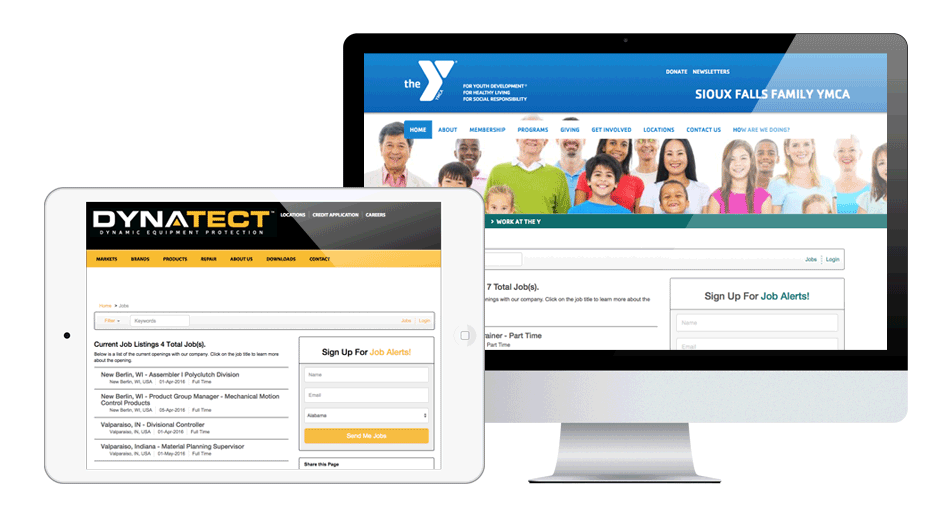 the Y YMCA
FOR YOUTH DEVELOPMENT
FOR HEALTHY LIVING
FOR SOCIAL RESPONSIBILITY
DONATE NEWSLETTERS
SIOUX FALLS FAMILY YMCA
HOME ABOUT MEMBERSHIP PROGRAMS GIVING GET INVOLVED LOCATIONS CONTACT US HOW ARE WE DOING?
> WORK AT THE Y
Jobs Login
7 Total Job(s).
enings with our company. Click on the job title to learn more about the
rainer - Part Time
Part Time
Sign Up For Job Alerts!
Name
Email
DYNATECT™
DYNAMIC EQUIPMENT PROTECTION
LOCATIONS CREDIT APPLICATION CAREERS
MARKETS BRANDS PRODUCTS REPAIR ABOUT US DOWNLOADS CONTACT
Home > Jobs
Filter Keywords Jobs Login
Current Job Listings 4 Total Job(s).
Below is a list of the current openings with our company. Click on the job title to learn more
about the opening.
New Berlin, WI - Assembler I Polyclutch Division
New Berlin, WI, USA 01-Apr-2016 Full Time
New Berlin, WI - Product Group Manager - Mechanical Motion
Control Products
New Berlin, WI, USA 05-Apr-2016 Full Time
Valparaiso, IN - Divisional Controller
Valparaiso, IN, USA 01-Apr-2016 Full Time
Valparaiso, Indiana - Material Planning Supervisor
Valparaiso, IN, USA 01-May-2016 Full Time
Sign Up For Job Alerts!
Name
Email
Alabama
Send Me Jobs
Share this Page